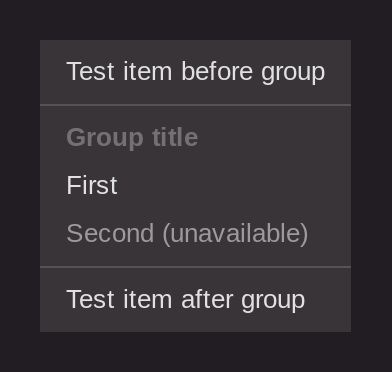 Test item before group
Group title
First
Second (unavailable)
Test item after group